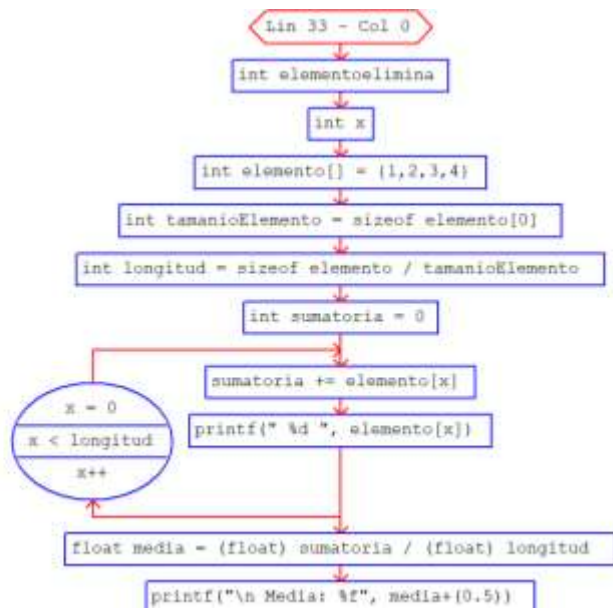 Lin 33 - Col 0
int elementoelimina
int x
int elemento[] = {1,2,3,4}
int tamanioElemento = sizeof elemento[0]
int longitud = sizeof elemento / tamanioElemento
int sumatoria = 0
sumatoria += elemento[x]
x = 0
x < longitud
x++
printf(" %d ", elemento[x])
float media = (float) sumatoria / (float) longitud
printf("\n Media: %f", media+(0.5))